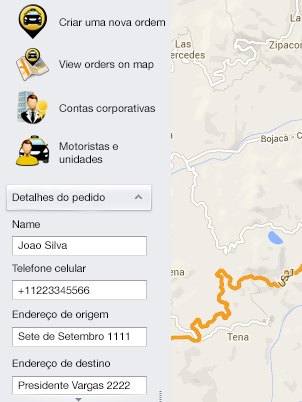 Criar uma nova ordem
View orders on map
Contas corporativas
Motoristas e
unidades
Detalhes do pedido
Name
Joao Silva
Telefone celular
+11223345566
Endereço de origem
Sete de Setembro 1111
Endereço de destino
Presidente Vargas 2222
Las
Zipacon
Bojacá
Tena